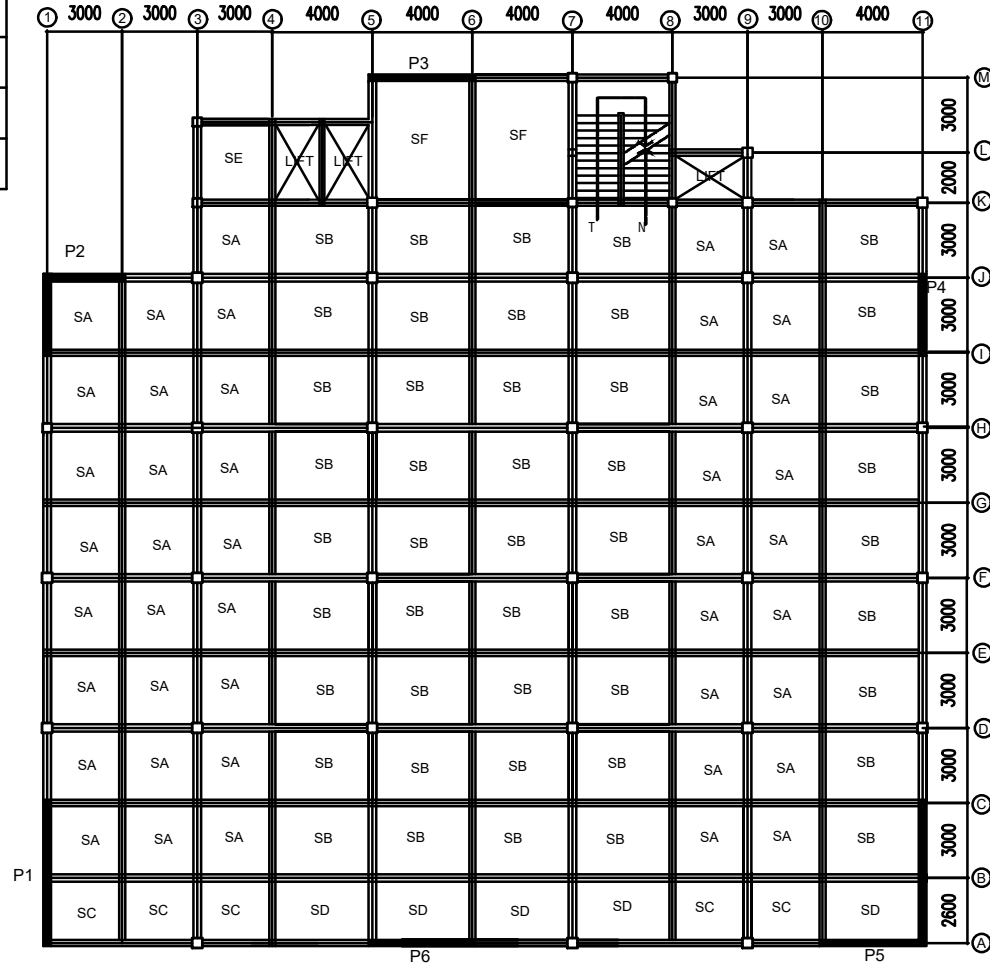 1 3000 2 3000 3 3000 4 4000 5 4000 6 4000 7 4000 8 3000 9 3000 10 4000 11
P3 M
3000
SF SF
SE LIFT LIFT L
LIFT 2000
K
T N
SA SB SB SB SB SA SA SB 3000
P2
J
P4
SA SA SA SB SB SB SB SA SA SB 3000
I
SA SA SA SB SB SB SB SA SA SB 3000
H
SA SA SA SB SB SB SB SA SA SB 3000
G
SA SA SA SB SB SB SB SA SA SB 3000
F
SA SA SA SB SB SB SB SA SA SB 3000
E
SA SA SA SB SB SB SB SA SA SB 3000
D
SA SA SA SB SB SB SB SA SA SB 3000
C
SA SA SA SB SB SB SB SA SA SB 3000
P1 B
SC SC SC SD SD SD SD SC SC SD 2600
A
P6 P5